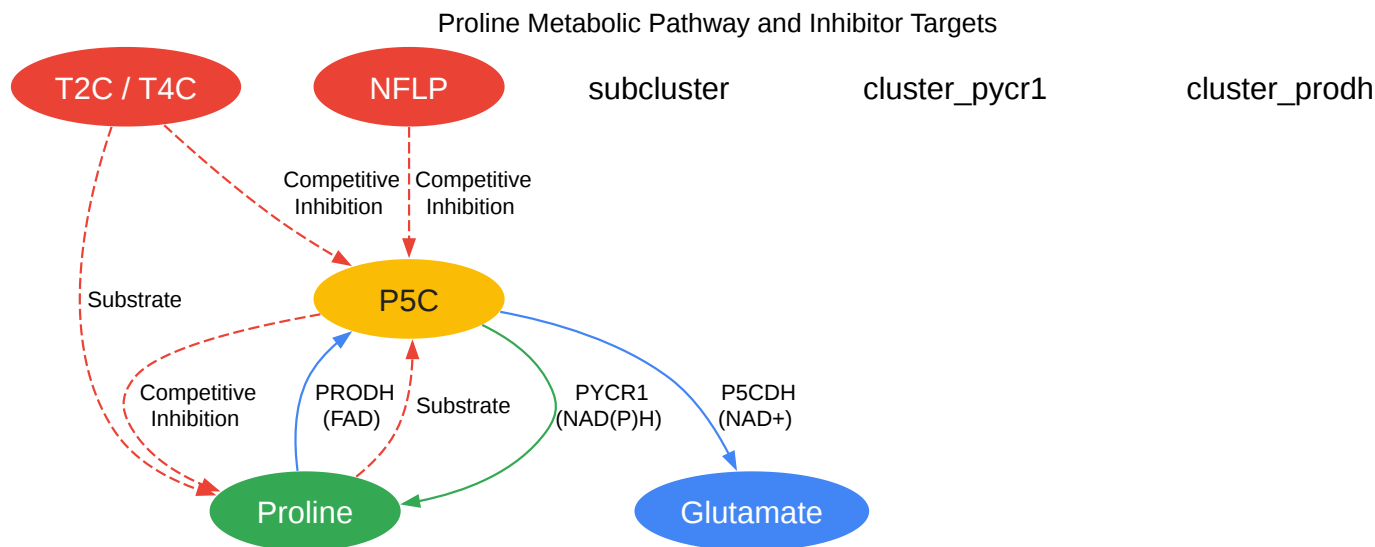 Proline Metabolic Pathway and Inhibitor Targets
T2C / T4C
NFLP
subcluster
cluster_pycr1
cluster_prodh
Competitive
Inhibition
Competitive
Inhibition
Substrate
P5C
Competitive
Inhibition
PRODH
(FAD)
Substrate
PYCR1
(NAD(P)H)
P5CDH
(NAD+)
Proline
Glutamate